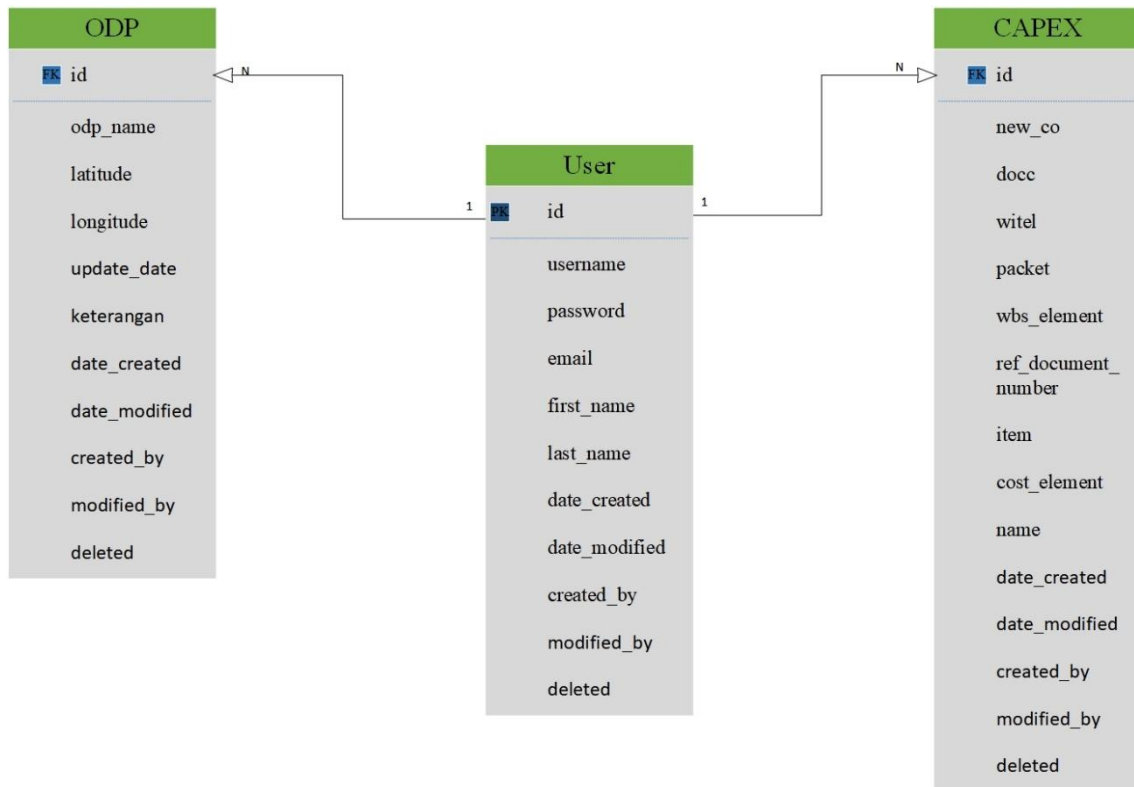 ODP
FK id
odp_name
latitude
longitude
update_date
keterangan
date_created
date_modified
created_by
modified_by
deleted
N
1
User
PK id
username
password
email
first_name
last_name
date_created
date_modified
created_by
modified_by
deleted
1
N
CAPEX
FK id
new_co
docc
witel
packet
wbs_element
ref_document_
number
item
cost_element
name
date_created
date_modified
created_by
modified_by
deleted